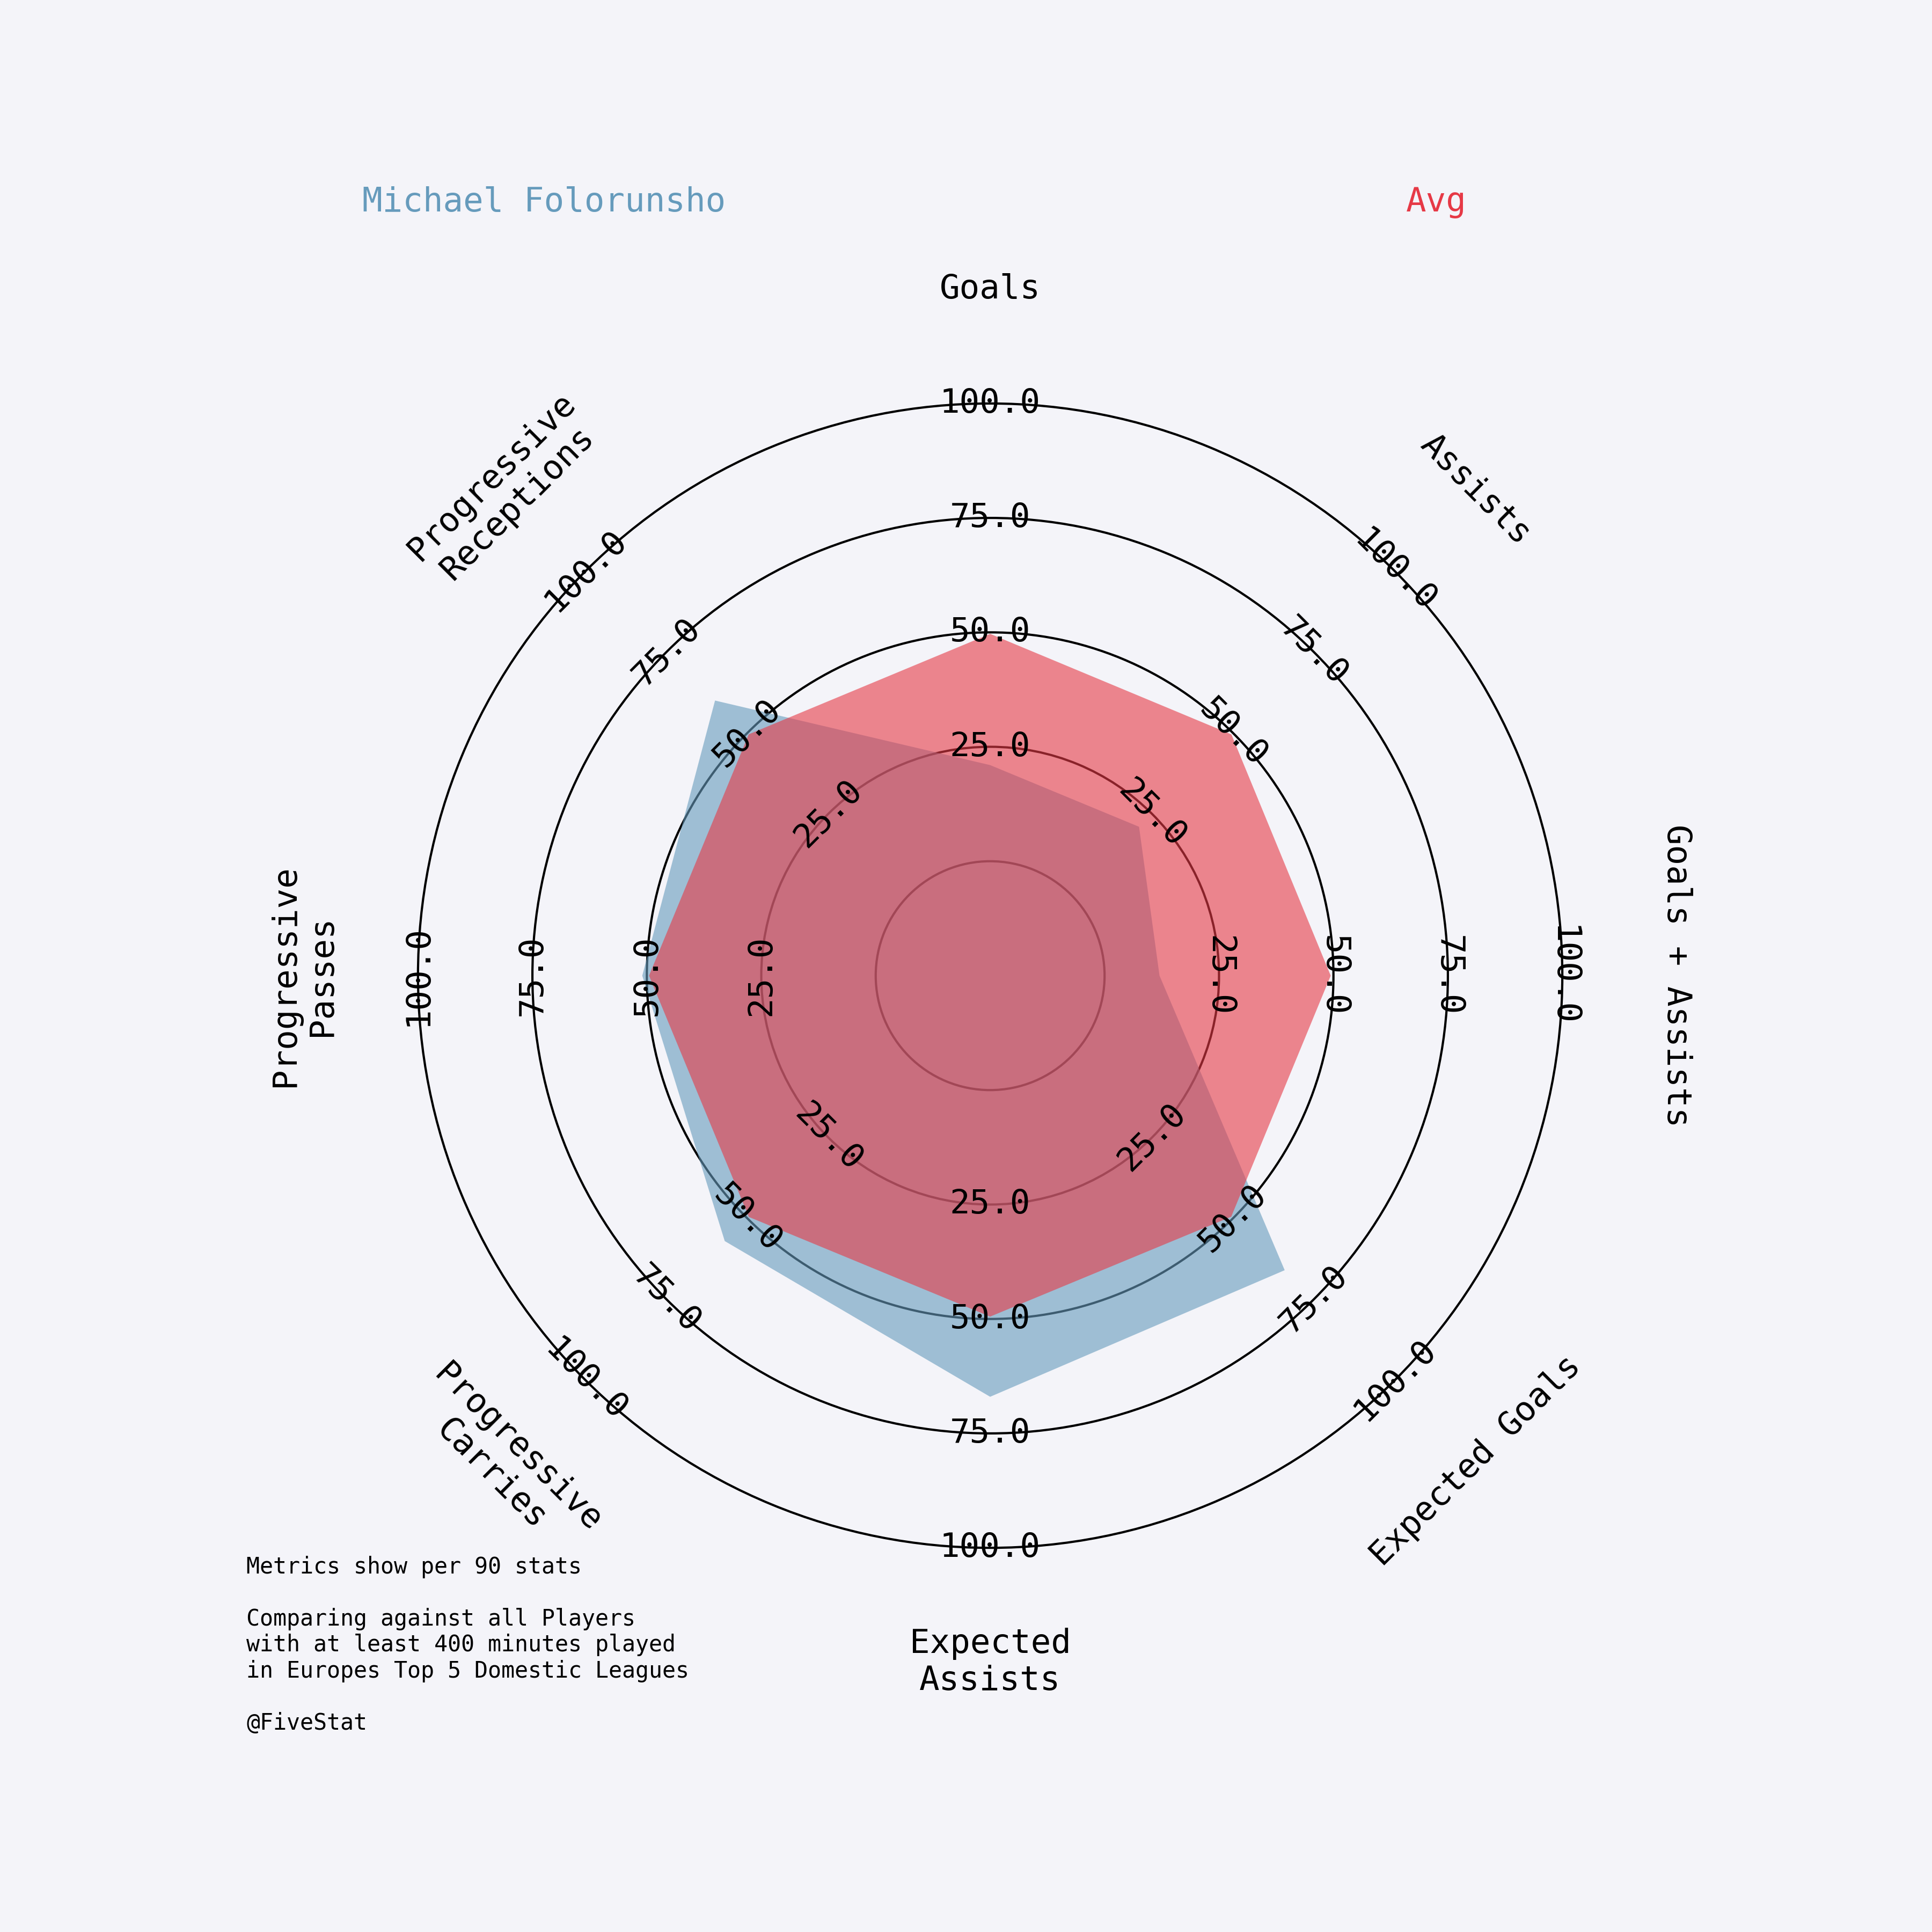 Michael Folorunsho
Avg
Goals
Assists
Goals + Assists
Expected Goals
Expected
Assists
Progressive
Carries
Progressive
Passes
Progressive
Receptions
25.0
50.0
75.0
100.0
25.0
50.0
75.0
100.0
25.0
50.0
75.0
100.0
25.0
50.0
75.0
100.0
25.0
50.0
75.0
100.0
25.0
50.0
75.0
100.0
25.0
50.0
75.0
100.0
25.0
50.0
75.0
100.0
Metrics show per 90 stats
Comparing against all Players
with at least 400 minutes played
in Europes Top 5 Domestic Leagues
@FiveStat